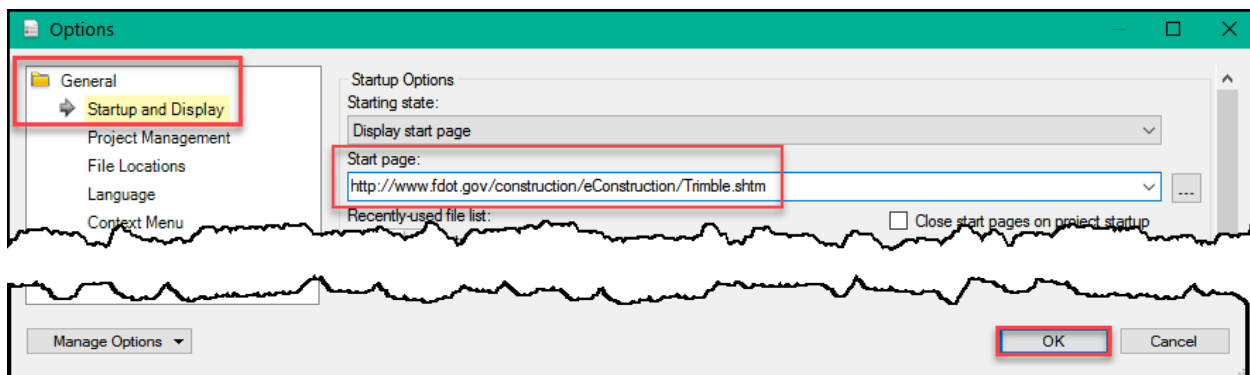 Options
General
Startup and Display
Project Management
File Locations
Language
Context Menu
Startup Options
Starting state:
Display start page
Start page:
http://www.fdot.gov/construction/eConstruction/Trimble.shtm
...
Recently-used file list:
Close start pages on project startup
Manage Options
OK
Cancel